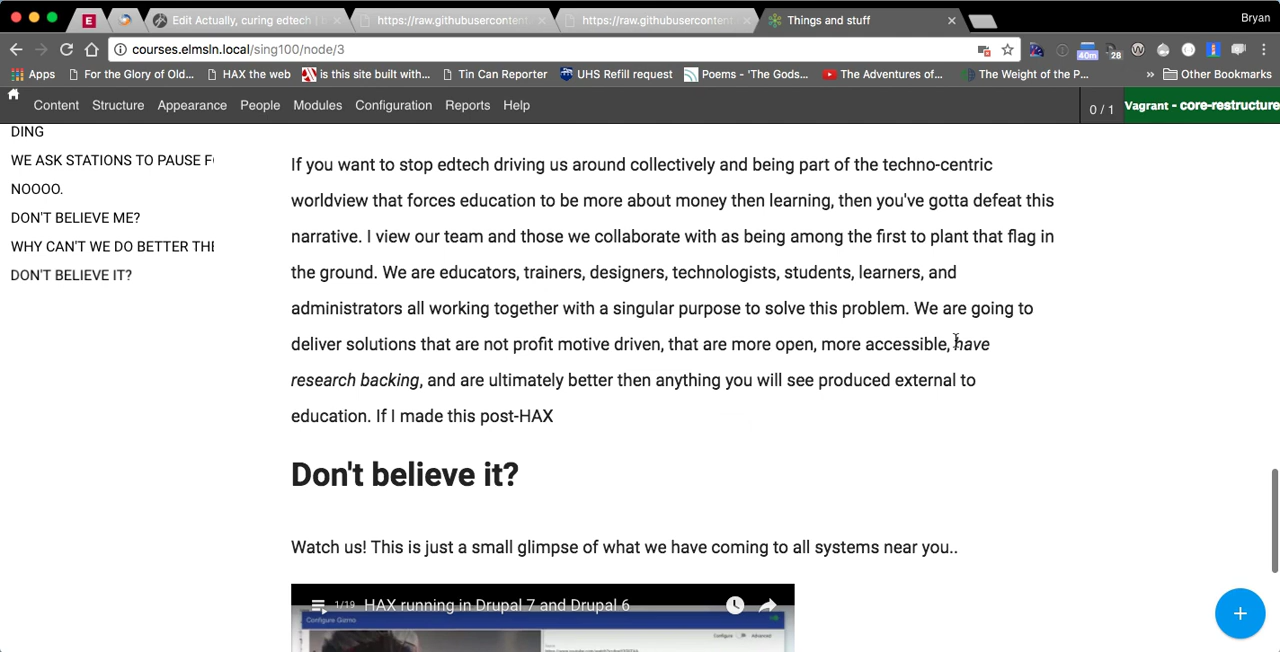 Edit Actually, curing edtech | b
https://raw.githubusercontent
https://raw.githubusercontent
Things and stuff
Bryan
courses.elmsln.local/sing100/node/3
40m
28
Apps
For the Glory of Old...
HAX the web
is this site built with...
Tin Can Reporter
UHS Refill request
Poems - 'The Gods...
The Adventures of...
The Weight of the P...
»
Other Bookmarks
Content
Structure
Appearance
People
Modules
Configuration
Reports
Help
0 / 1
Vagrant - core-restructure
DING
WE ASK STATIONS TO PAUSE F
NOOOO.
DON'T BELIEVE ME?
WHY CAN'T WE DO BETTER THE
DON'T BELIEVE IT?
If you want to stop edtech driving us around collectively and being part of the techno-centric
worldview that forces education to be more about money then learning, then you've gotta defeat this
narrative. I view our team and those we collaborate with as being among the first to plant that flag in
the ground. We are educators, trainers, designers, technologists, students, learners, and
administrators all working together with a singular purpose to solve this problem. We are going to
deliver solutions that are not profit motive driven, that are more open, more accessible, have
research backing, and are ultimately better then anything you will see produced external to
education. If I made this post-HAX
Don't believe it?
Watch us! This is just a small glimpse of what we have coming to all systems near you..
1/19
HAX running in Drupal 7 and Drupal 6
Configure Gizmo
Configure
Advanced
+